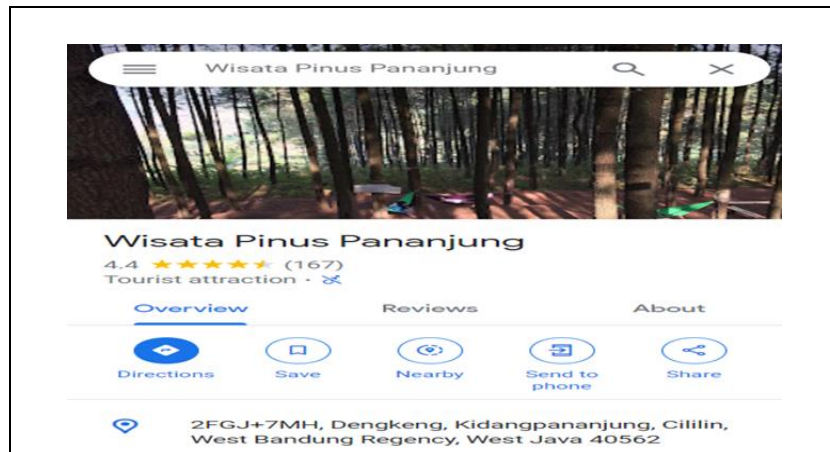 Wisata Pinus Pananjung
Wisata Pinus Pananjung
4.4 (167)
Tourist attraction ·
Overview Reviews About
Directions Save Nearby Send to phone Share
2FGJ+7MH, Dengkeng, Kidangpananjung, Cililin,
West Bandung Regency, West Java 40562